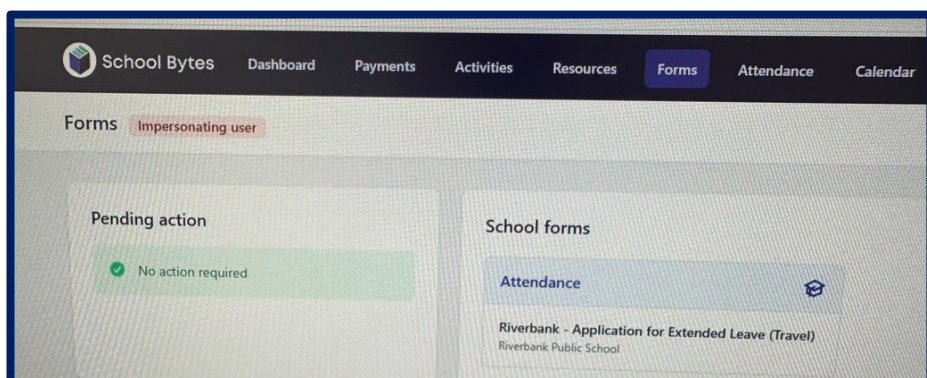 School Bytes Dashboard Payments Activities Resources Forms Attendance Calendar
Forms Impersonating user
Pending action
No action required
School forms
Attendance
Riverbank - Application for Extended Leave (Travel)
Riverbank Public School